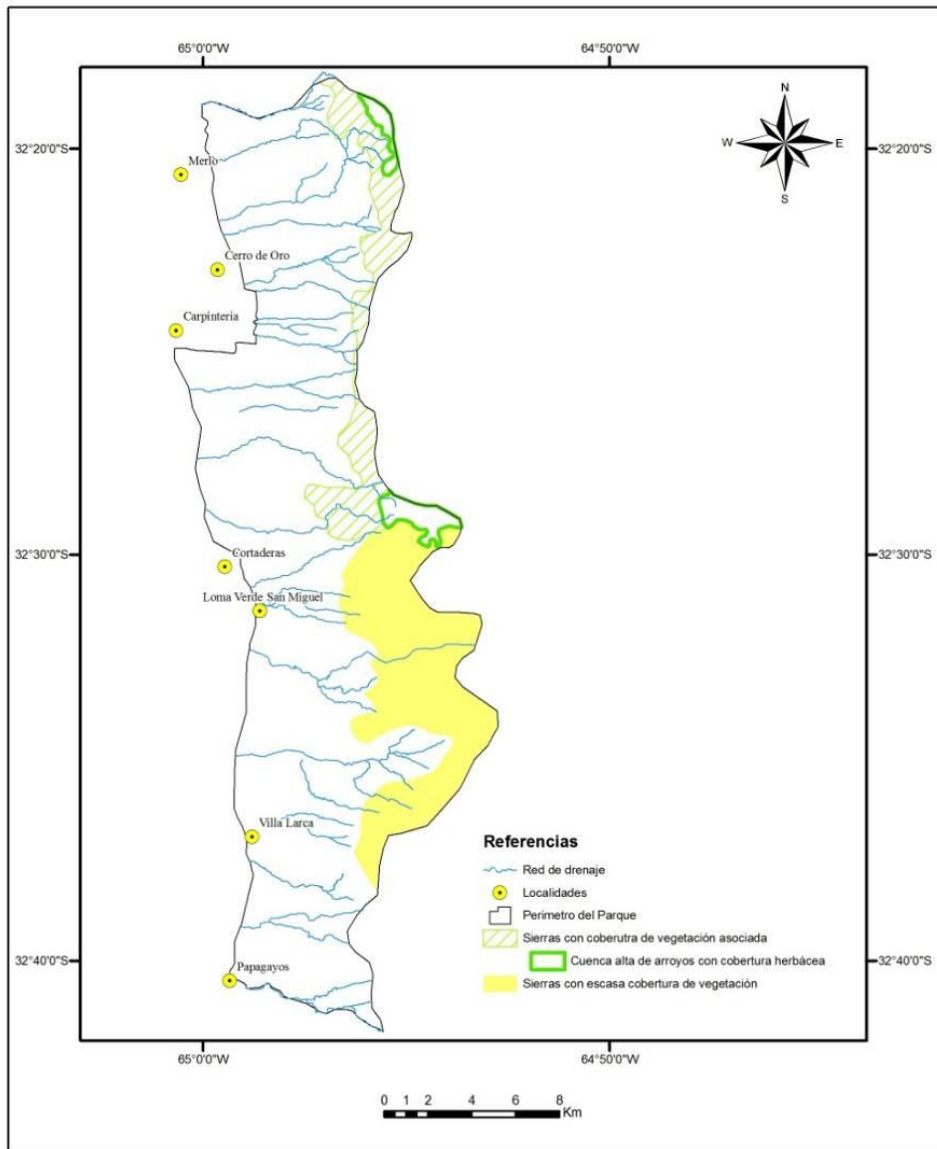 65°0'0"W
64°50'0"W
N
W
E
S
32°20'0"S
32°20'0"S
Merlo
Cerro de Oro
Carpintería
32°30'0"S
32°30'0"S
Cortaderas
Loma Verde San Miguel
Villa Larca
Referencias
Red de drenaje
Localidades
Perimetro del Parque
Sierras con coberutra de vegetación asociada
Cuenca alta de arroyos con cobertura herbácea
Sierras con escasa cobertura de vegetación
32°40'0"S
32°40'0"S
Papagayos
65°0'0"W
64°50'0"W
0 1 2 4 6 8
Km